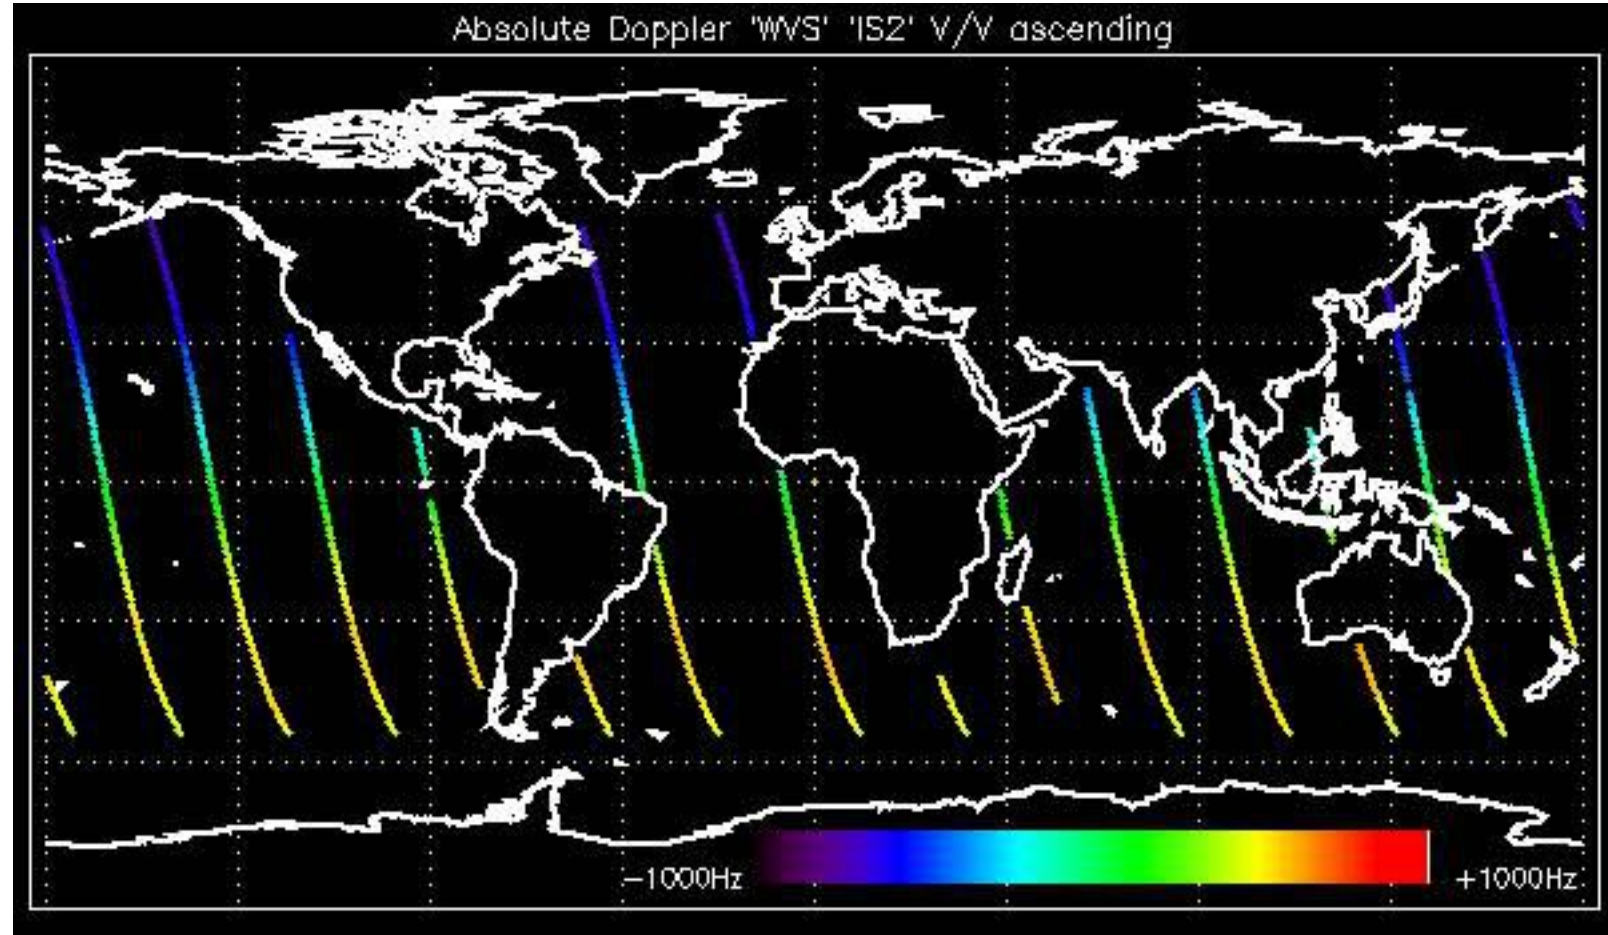 Absolute Doppler 'WVS' 'IS2' V/V ascending
−1000Hz
+1000Hz